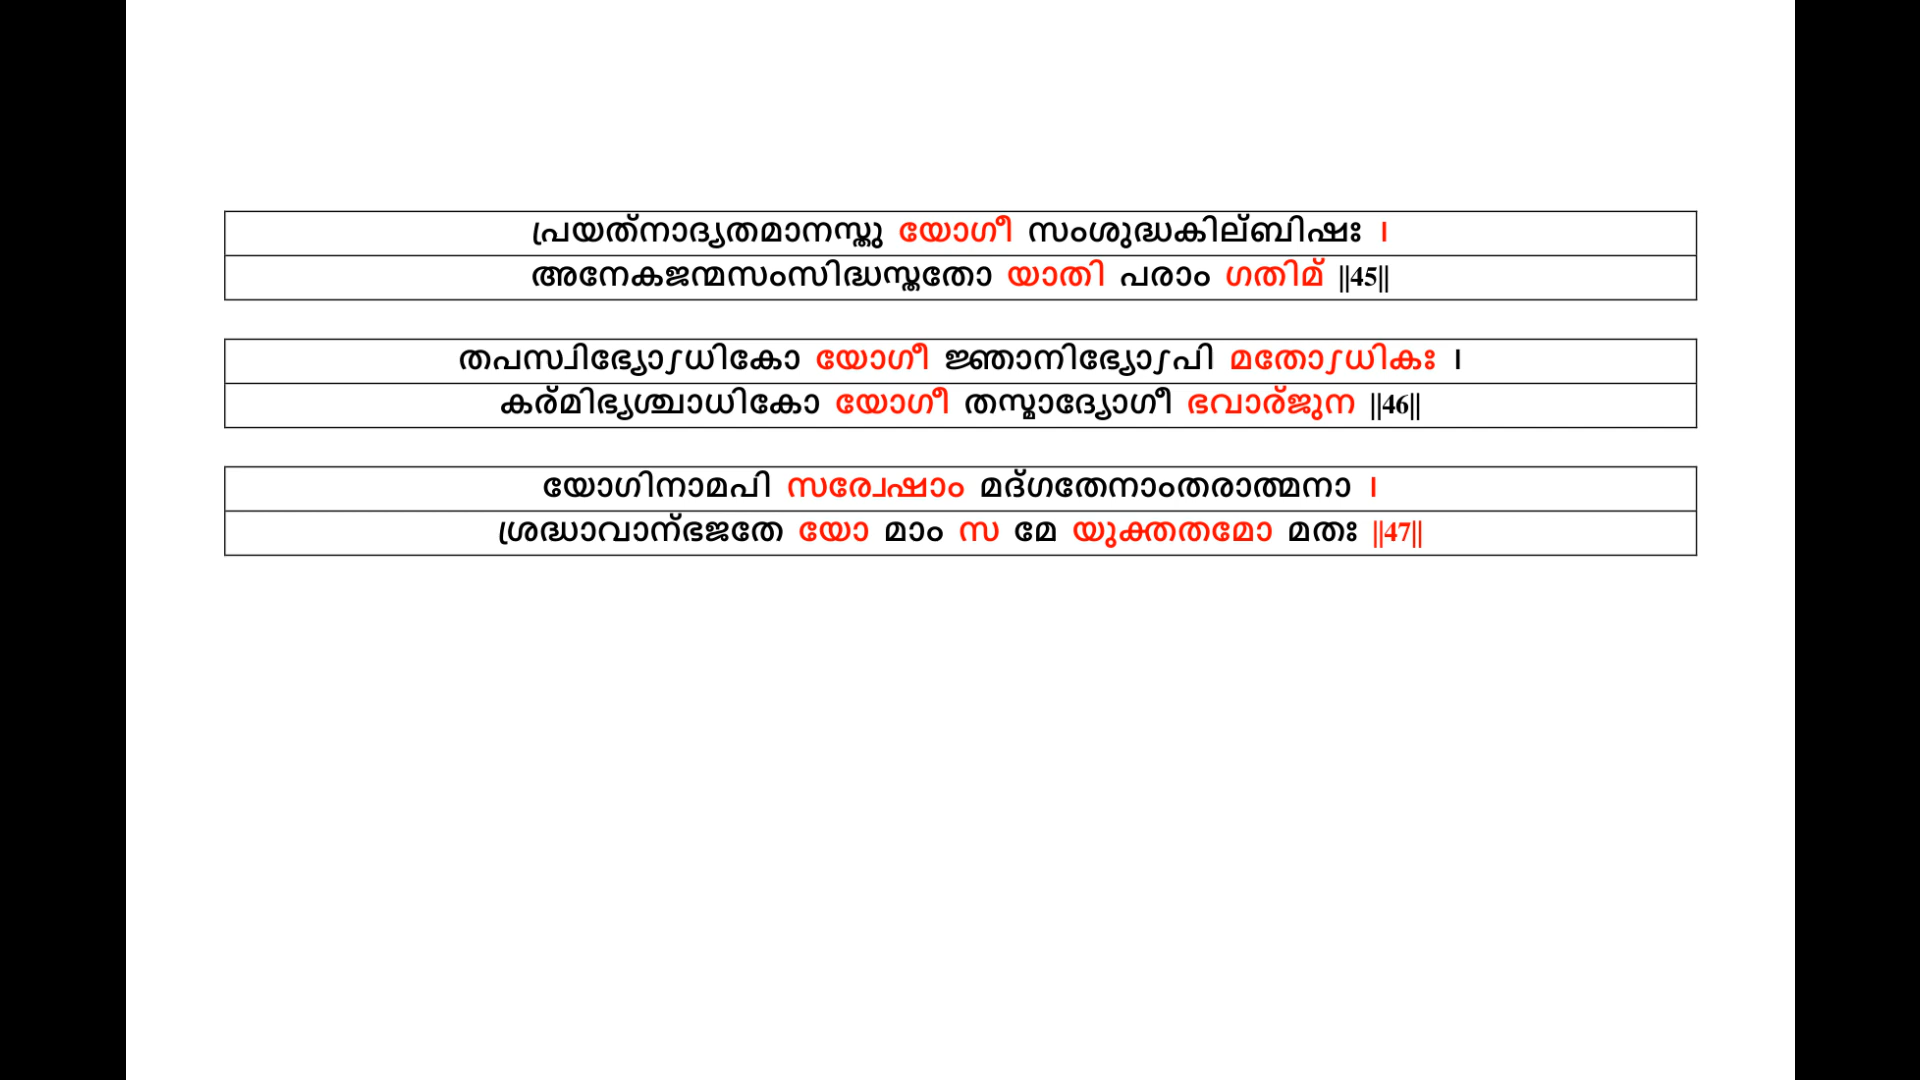 പ്രയത്‌നാദ്യതമാനസ്തു യോഗീ സംശുദ്ധകില്ബിഷഃ ।
അനേകജന്മസംസിദ്ധസ്തതോ യാതി പരാം ഗതിമ് ||45||
തപസ്വിഭ്യോഽധികോ യോഗീ ജ്ഞാനിഭ്യോഽപി മതോഽധികഃ ।
കര്മിഭ്യശ്ചാധികോ യോഗീ തസ്മാദ്യോഗീ ഭവാര്ജുന ||46||
യോഗിനാമപി സര്വേഷാം മദ്ഗതേനാംതരാത്മനാ ।
ശ്രദ്ധാവാന്ഭജതേ യോ മാം സ മേ യുക്തതമോ മതഃ ||47||